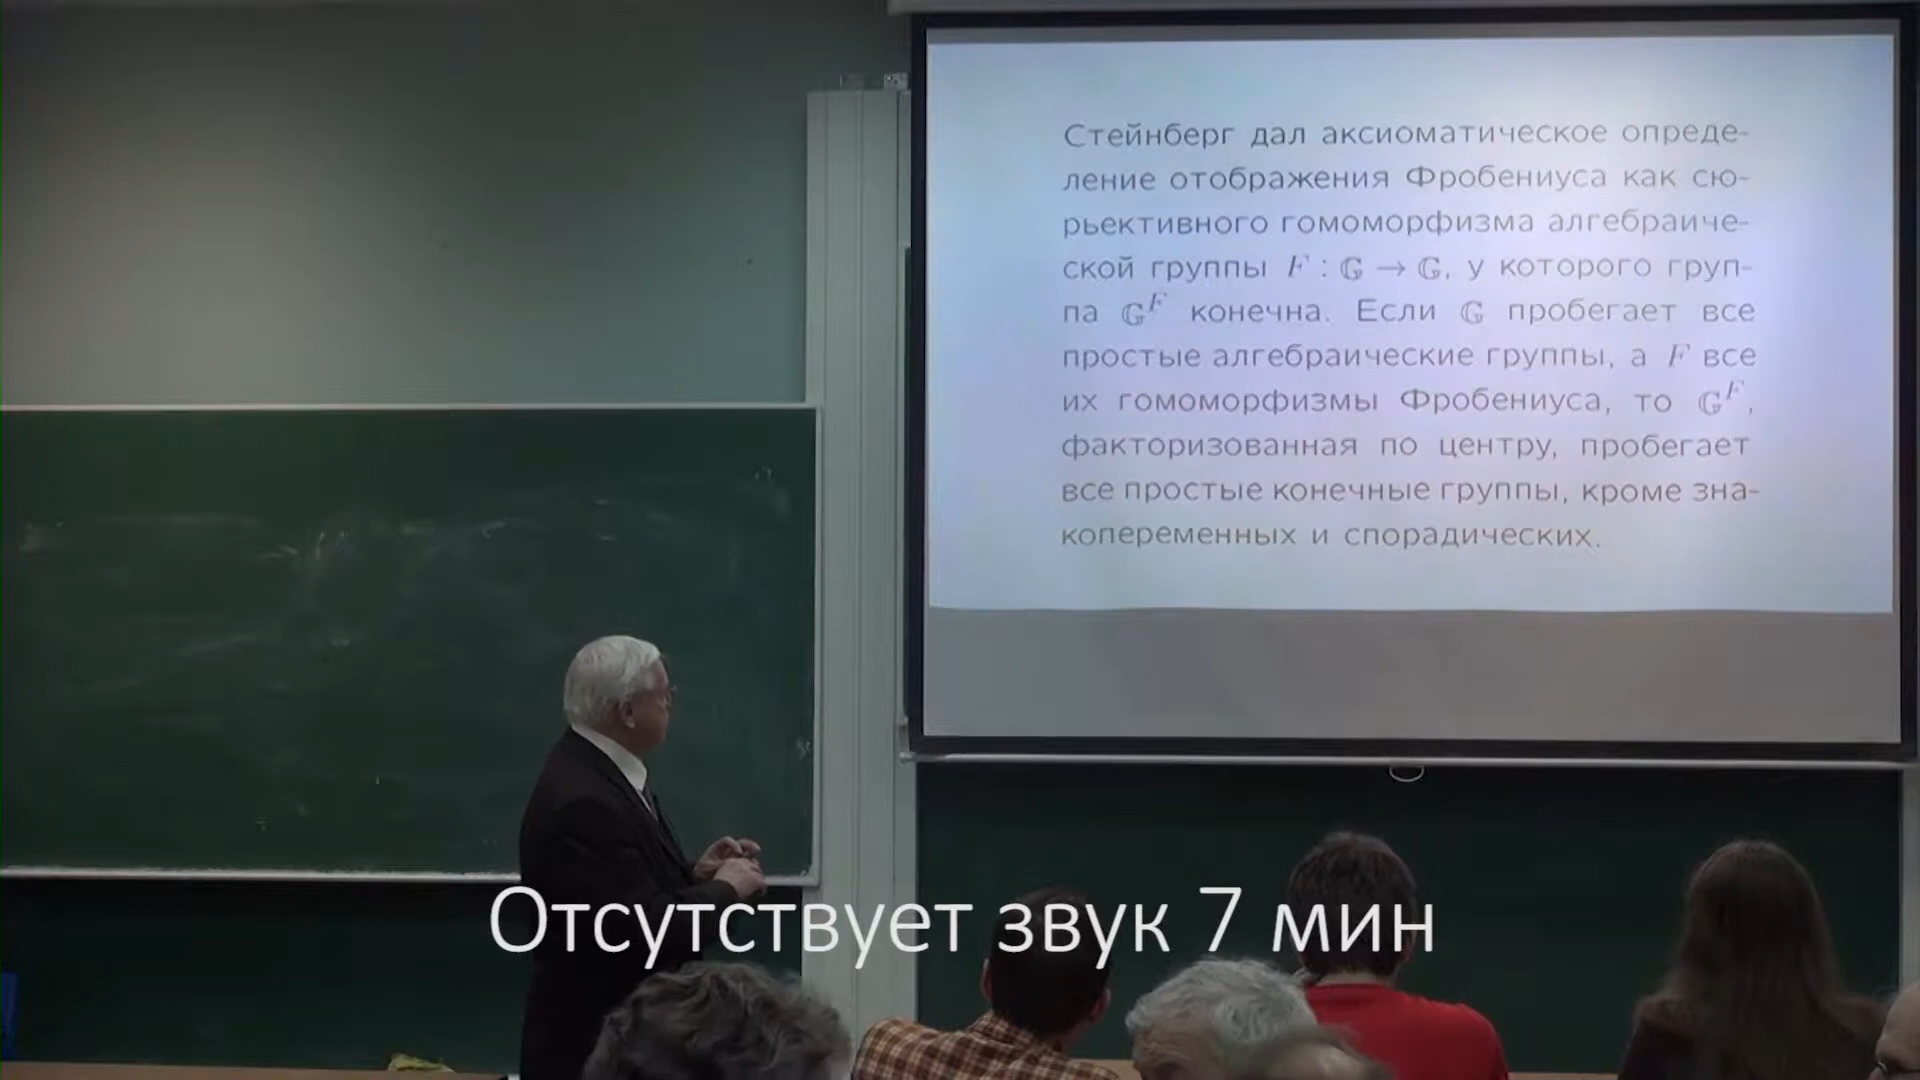 Стейнберг дал аксиоматическое опреде-
ление отображения Фробениуса как сю-
рьективного гомоморфизма алгебраиче-
ской группы F : 𝔾 → 𝔾, у которого груп-
па 𝔾^F конечна. Если 𝔾 пробегает все
простые алгебраические группы, а F все
их гомоморфизмы Фробениуса, то 𝔾^F,
факторизованная по центру, пробегает
все простые конечные группы, кроме зна-
копеременных и спорадических.
Отсутствует звук 7 мин